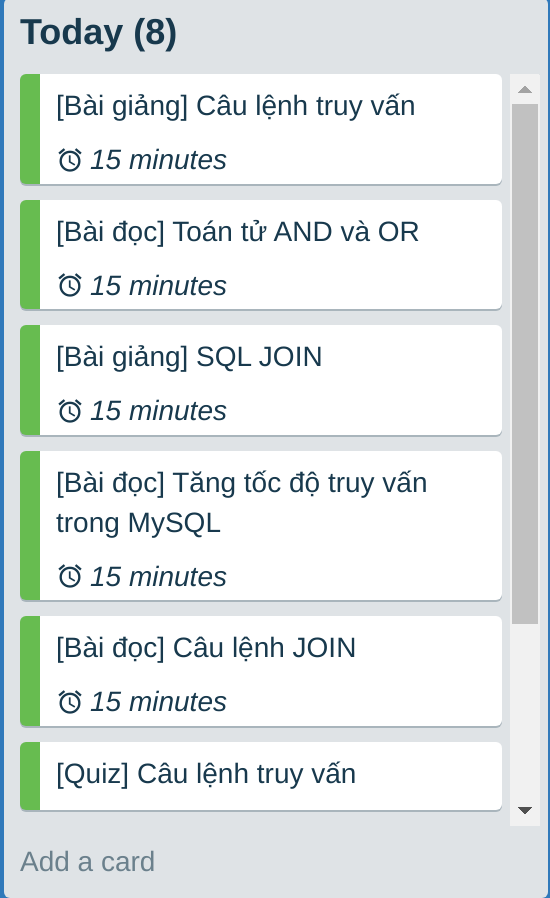 Today (8)
[Bài giảng] Câu lệnh truy vấn
15 minutes
[Bài đọc] Toán tử AND và OR
15 minutes
[Bài giảng] SQL JOIN
15 minutes
[Bài đọc] Tăng tốc độ truy vấn
trong MySQL
15 minutes
[Bài đọc] Câu lệnh JOIN
15 minutes
[Quiz] Câu lệnh truy vấn
Add a card